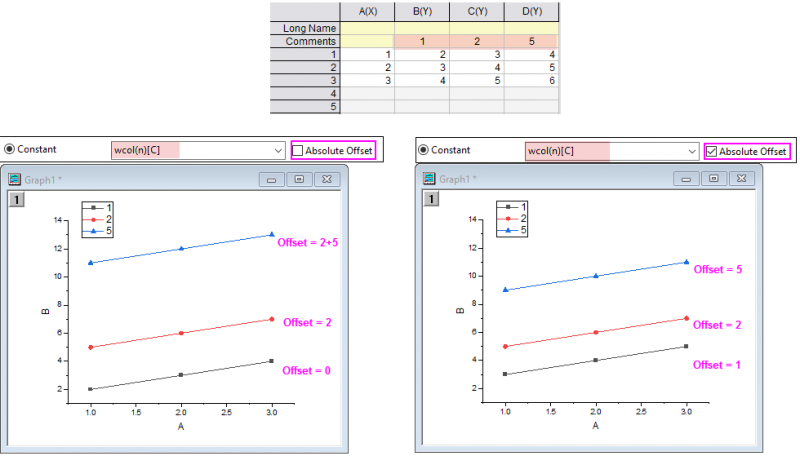 A(X) B(Y) C(Y) D(Y)
Long Name
Comments 1 2 5
1 1 2 3 4
2 2 3 4 5
3 3 4 5 6
4
5
Constant wcol(n)[C] Absolute Offset
Graph1 *
1
1
2
5
14
12
10
8
6
4
2
B
Offset = 2+5
Offset = 2
Offset = 0
1.0 1.5 2.0 2.5 3.0
A
Constant wcol(n)[C] Absolute Offset
Graph1 *
1
1
2
5
14
12
10
8
6
4
2
B
Offset = 5
Offset = 2
Offset = 1
1.0 1.5 2.0 2.5 3.0
A